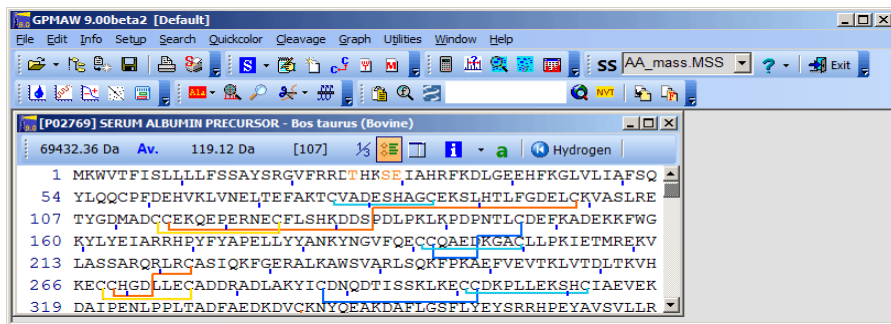 GPMAW 9.00beta2 [Default]
File Edit Info Setup Search Quickcolor Cleavage Graph Utilities Window Help
S M SS AA_mass.MSS ? Exit
A1a NVT
[P02769] SERUM ALBUMIN PRECURSOR - Bos taurus (Bovine)
69432.36 Da Av. 119.12 Da [107] 1/3 i a Hydrogen
1 MKWVTFISLLLLFSSAYSRGVFRRDTHKSEIAHRFKDLGEEHFKGLVLIAFSQ
54 YLQQCPFDEHVKLVNELTEFAKTCVADESHAGCEKSLHTLFGDELCKVASLRE
107 TYGDMADCCEKQEPERNECFLSHKDDSPDLPKLKPDPNTLCDEFKADEKKFWG
160 KYLYEIARRHPYFYAPELLYYANKYNGVFQECCQAEDKGACLLPKIETMREKV
213 LASSARQRLRCASIQKFGERALKAWSVARLSQKFPKAEFVEVTKLVTDLTKVH
266 KECCHGDLLECADDRADLAKYICDNQDTISSKLKECCDKPLLEKSHCIAEVEK
319 DAIPENLPPLTADFAEDKDVCKNYQEAKDAFLGSFLYEYSRRHPEYAVSVLLR